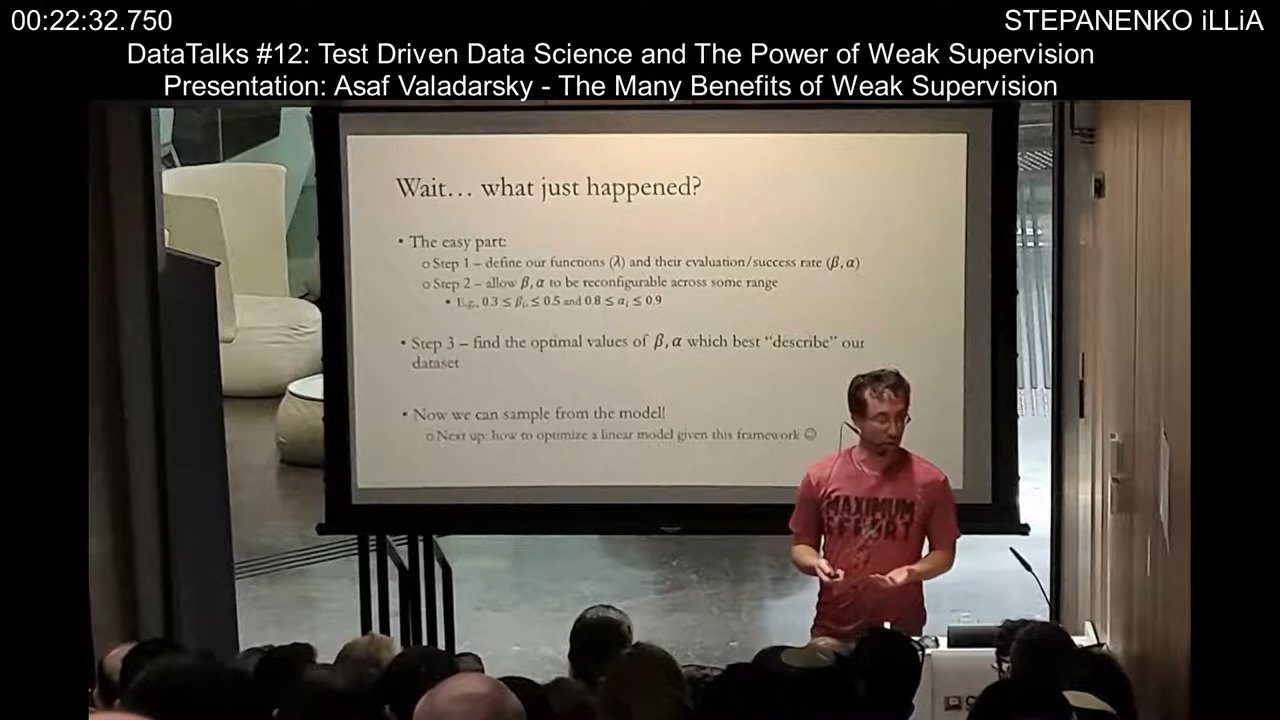 00:22:32.750
STEPANENKO iLLiA
DataTalks #12: Test Driven Data Science and The Power of Weak Supervision
Presentation: Asaf Valadarsky - The Many Benefits of Weak Supervision
Wait… what just happened?
• The easy part:
o Step 1 – define our functions (λ) and their evaluation/success rate (β, α)
o Step 2 – allow β, α to be reconfigurable across some range
▪ E.g., 0.3 ≤ βᵢ, ≤ 0.5 and 0.8 ≤ αᵢ ≤ 0.9
• Step 3 – find the optimal values of β, α which best “describe” our
dataset
• Now we can sample from the model!
o Next up: how to optimize a linear model given this framework ☺
MAXIMUM
EFFORT